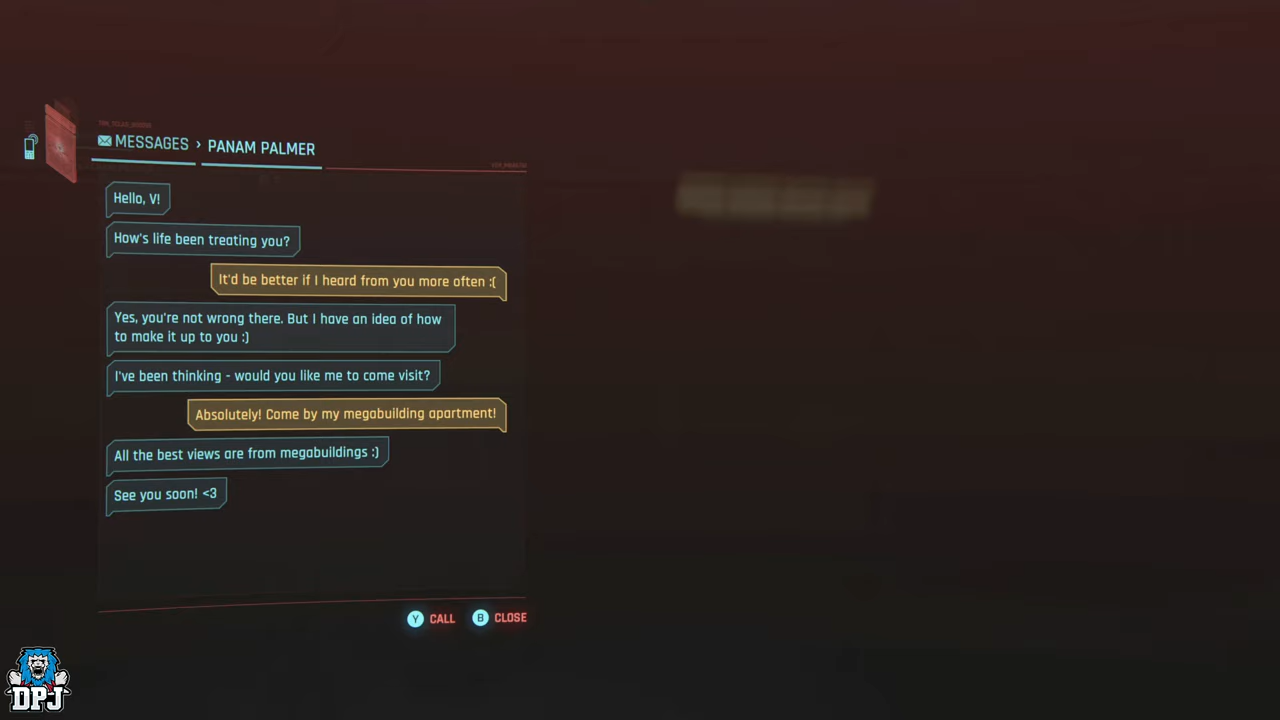 MESSAGES › PANAM PALMER
Hello, V!
How's life been treating you?
It'd be better if I heard from you more often :(
Yes, you're not wrong there. But I have an idea of how
to make it up to you :)
I've been thinking - would you like me to come visit?
Absolutely! Come by my megabuilding apartment!
All the best views are from megabuildings :)
See you soon! <3
Y CALL B CLOSE
DPJ